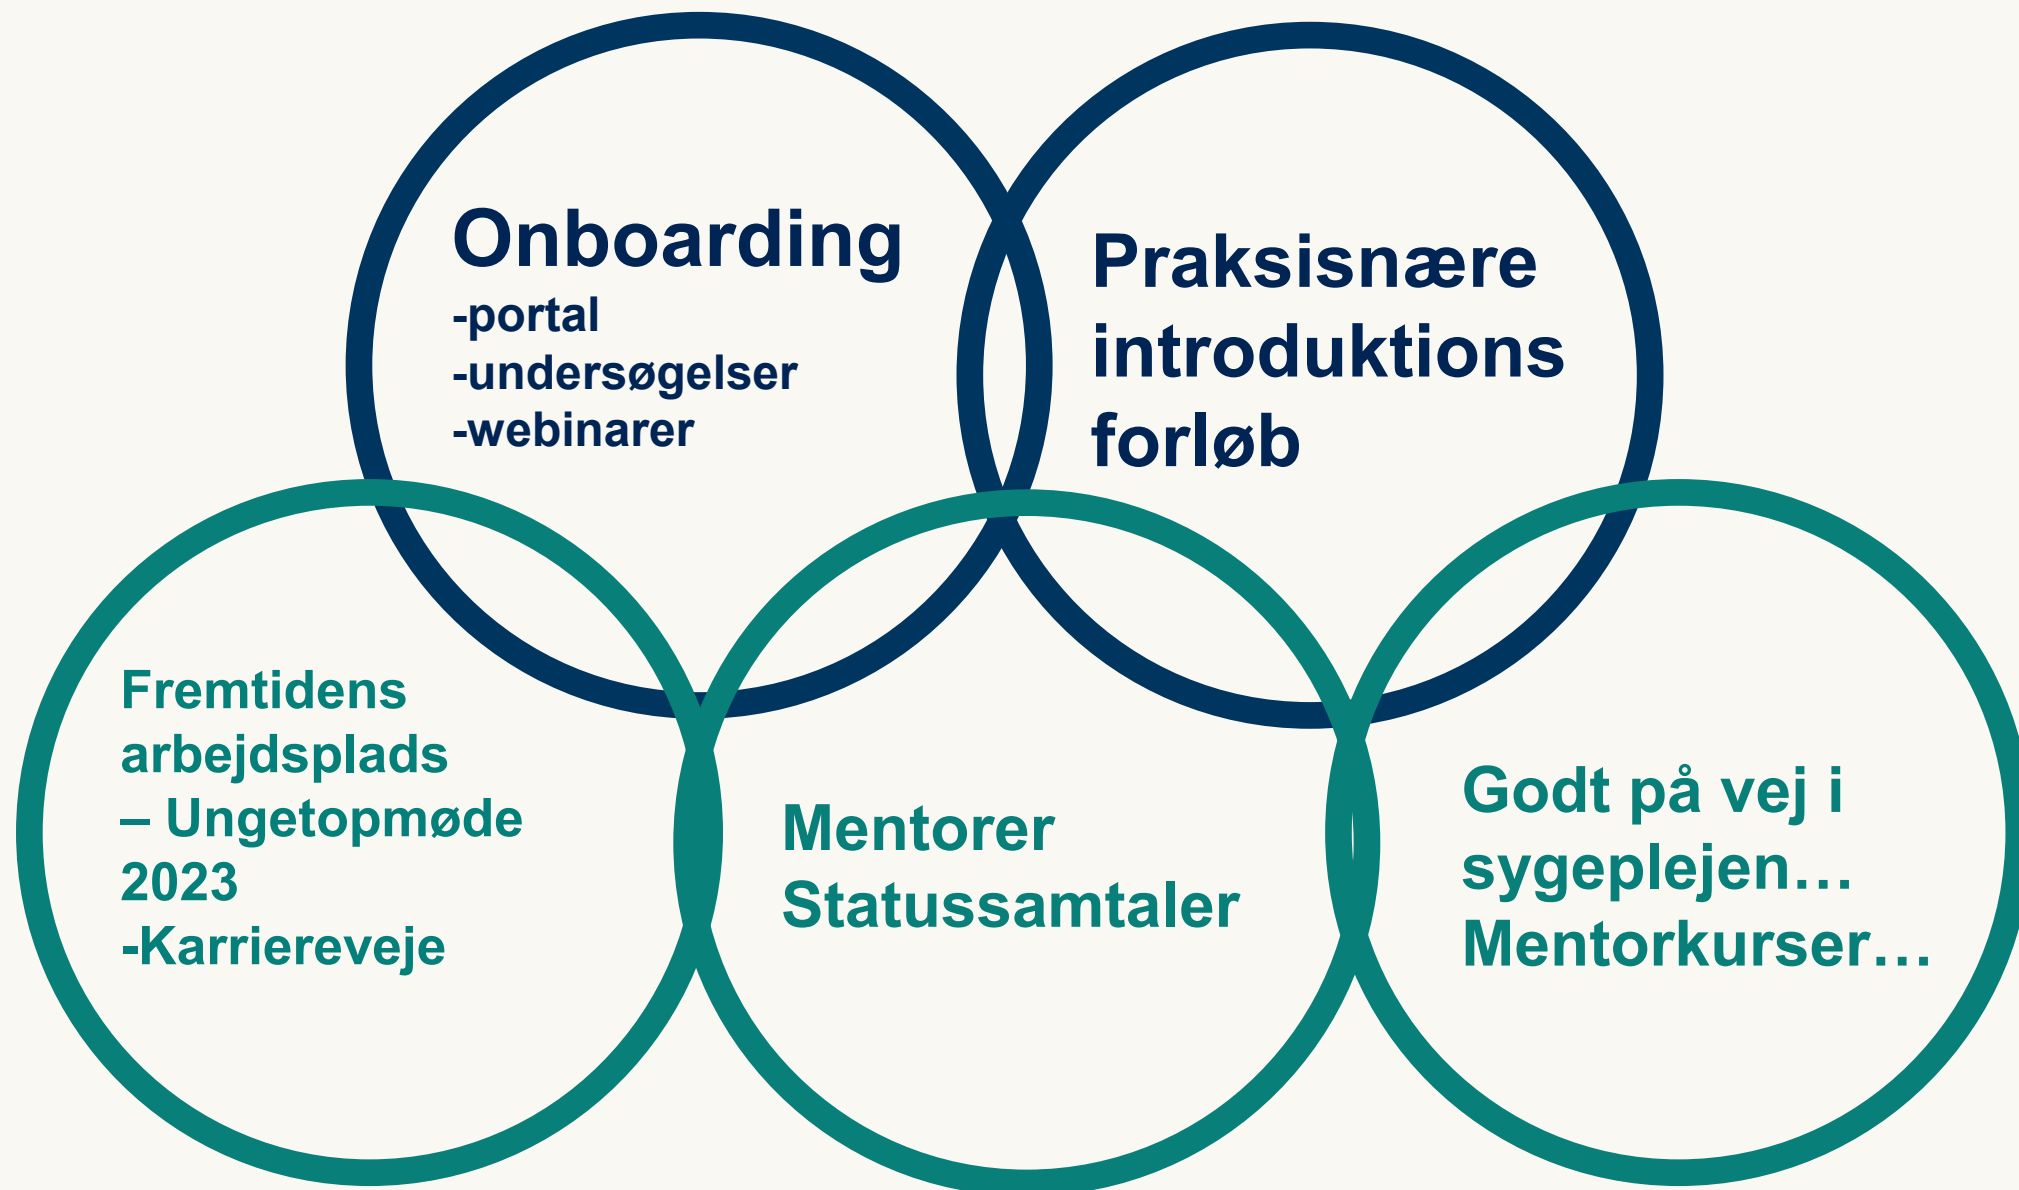 Onboarding
-portal
-undersøgelser
-webinarer
Praksisnære
introduktions
forløb
Fremtidens
arbejdsplads
– Ungetopmøde
2023
-Karriereveje
Mentorer
Statussamtaler
Godt på vej i
sygeplejen…
Mentorkurser…